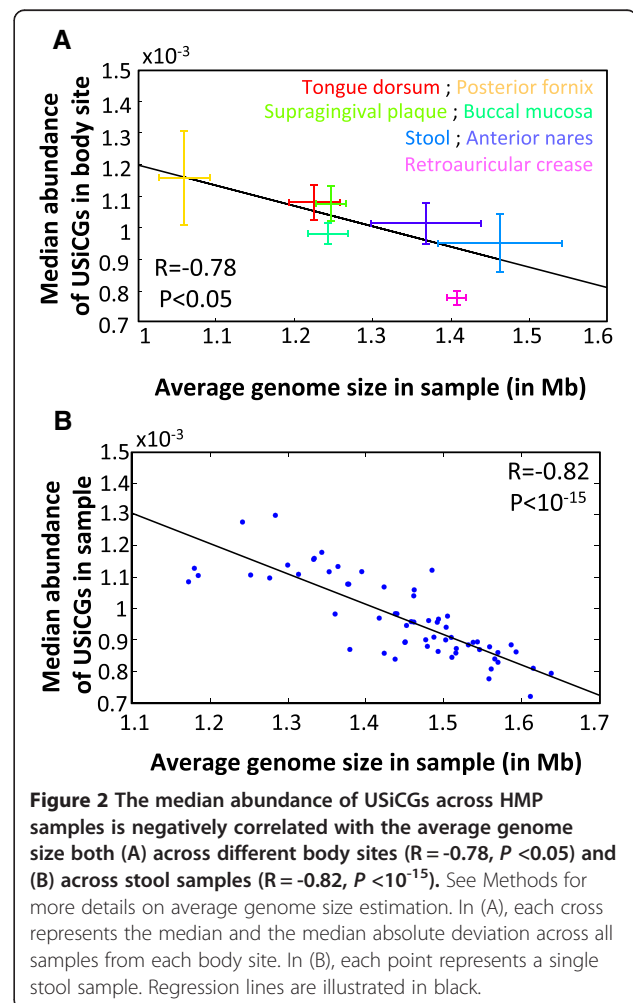 A
x10-3
1.5
1.4
1.3
1.2
1.1
1
0.9
0.8
0.7
Median abundance
of USiCGs in body site
Tongue dorsum ; Posterior fornix
Supragingival plaque ; Buccal mucosa
Stool ; Anterior nares
Retroauricular crease
R=-0.78
P<0.05
1 1.2 1.3 1.4 1.5 1.6
Average genome size in sample (in Mb)
B
x10-3
1.5
1.4
1.3
1.2
1.1
1
0.9
0.8
0.7
Median abundance
of USiCGs in sample
R=-0.82
P<10-15
1.1 1.2 1.3 1.4 1.5 1.6 1.7
Average genome size in sample (in Mb)
Figure 2 The median abundance of USiCGs across HMP
samples is negatively correlated with the average genome
size both (A) across different body sites (R = -0.78, P <0.05) and
(B) across stool samples (R = -0.82, P <10-15). See Methods for
more details on average genome size estimation. In (A), each cross
represents the median and the median absolute deviation across all
samples from each body site. In (B), each point represents a single
stool sample. Regression lines are illustrated in black.